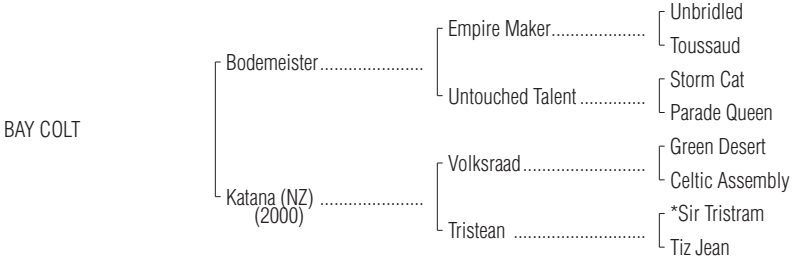 Unbridled
Empire Maker.....................
Toussaud
Bodemeister.......................
Storm Cat
Untouched Talent ...............
Parade Queen
BAY COLT
Green Desert
Volksraad...........................
Celtic Assembly
Katana (NZ) .......................
(2000)
*Sir Tristram
Tristean .............................
Tiz Jean